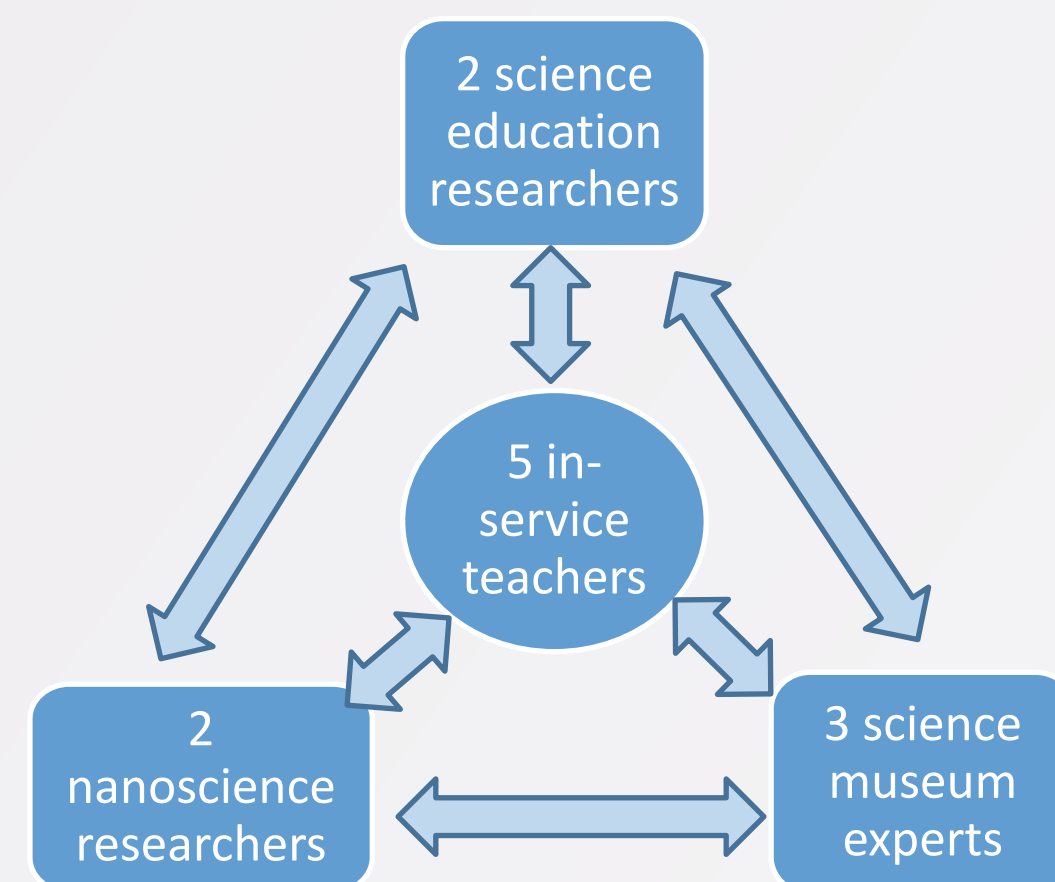 2 science
education
researchers
5 in-
service
teachers
2
nanoscience
researchers
3 science
museum
experts